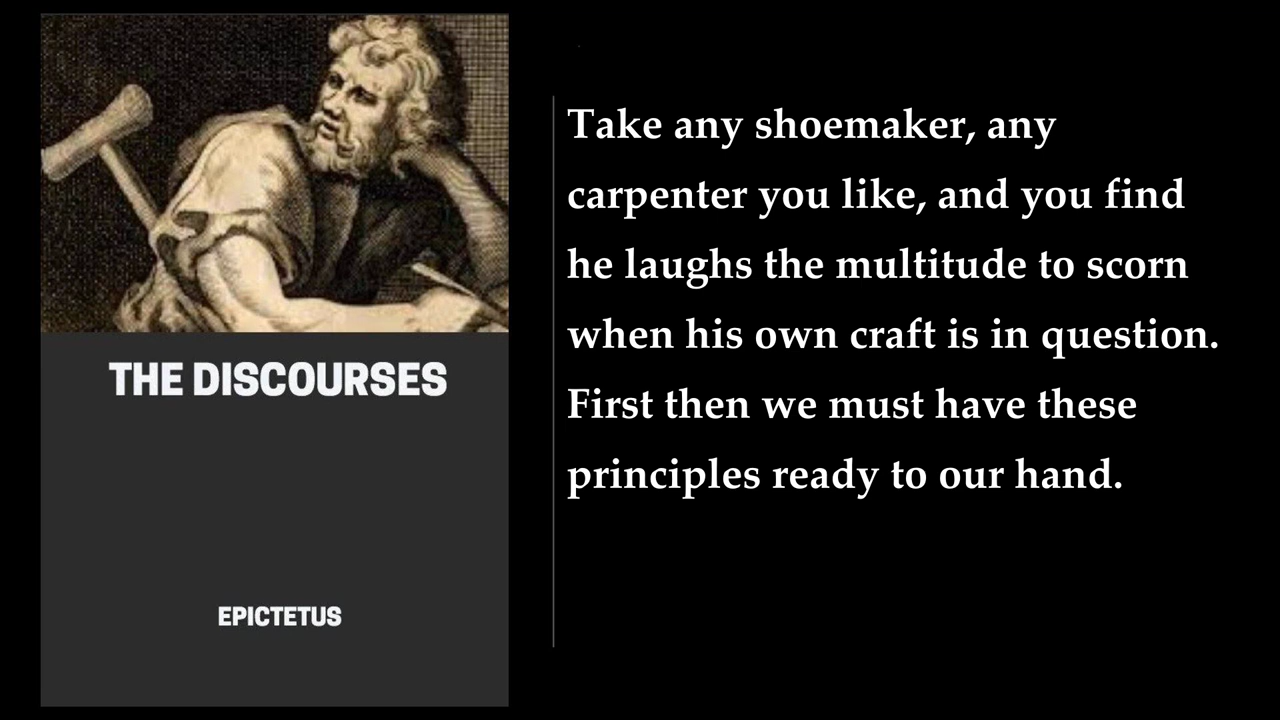 THE DISCOURSES
EPICTETUS
Take any shoemaker, any
carpenter you like, and you find
he laughs the multitude to scorn
when his own craft is in question.
First then we must have these
principles ready to our hand.